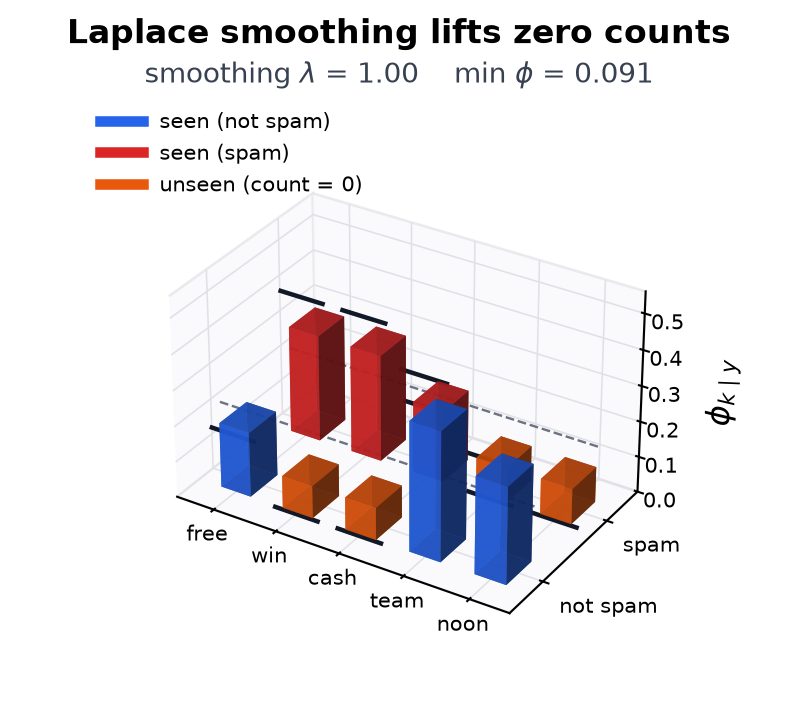 Laplace smoothing lifts zero counts
smoothing λ = 1.00 min ϕ = 0.091
seen (not spam)
seen (spam)
unseen (count = 0)
0.5
0.4
0.3
0.2
0.1
0.0
ϕk | y
free
win
cash
team
noon
spam
not spam